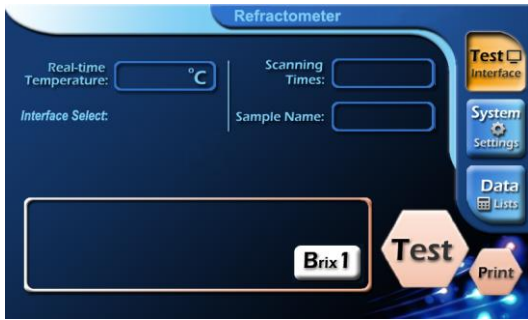 Refractometer
Real-time
Temperature:
°C
Scanning
Times:
Interface Select:
Sample Name:
Test
Interface
System
Settings
Data
Lists
Brix 1
Test
Print